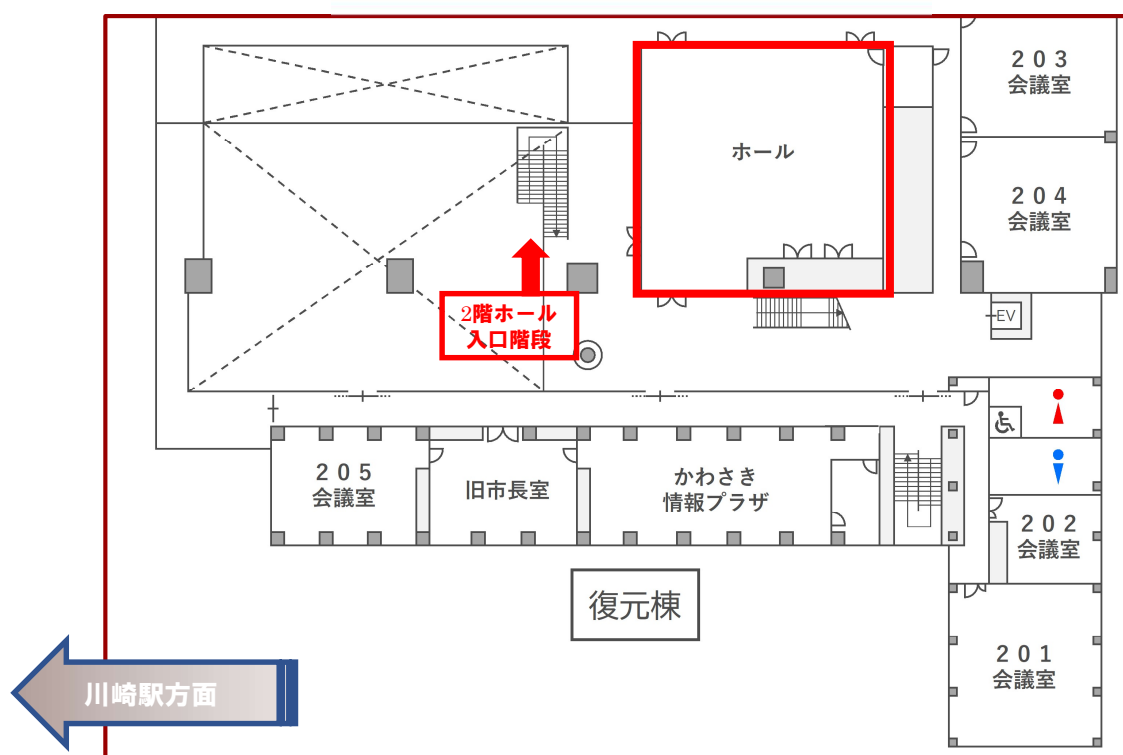 ２０３
会議室
ホール
２０４
会議室
2階ホール
入口階段
EV
２０５
会議室
旧市長室
かわさき
情報プラザ
２０２
会議室
復元棟
２０１
会議室
川崎駅方面